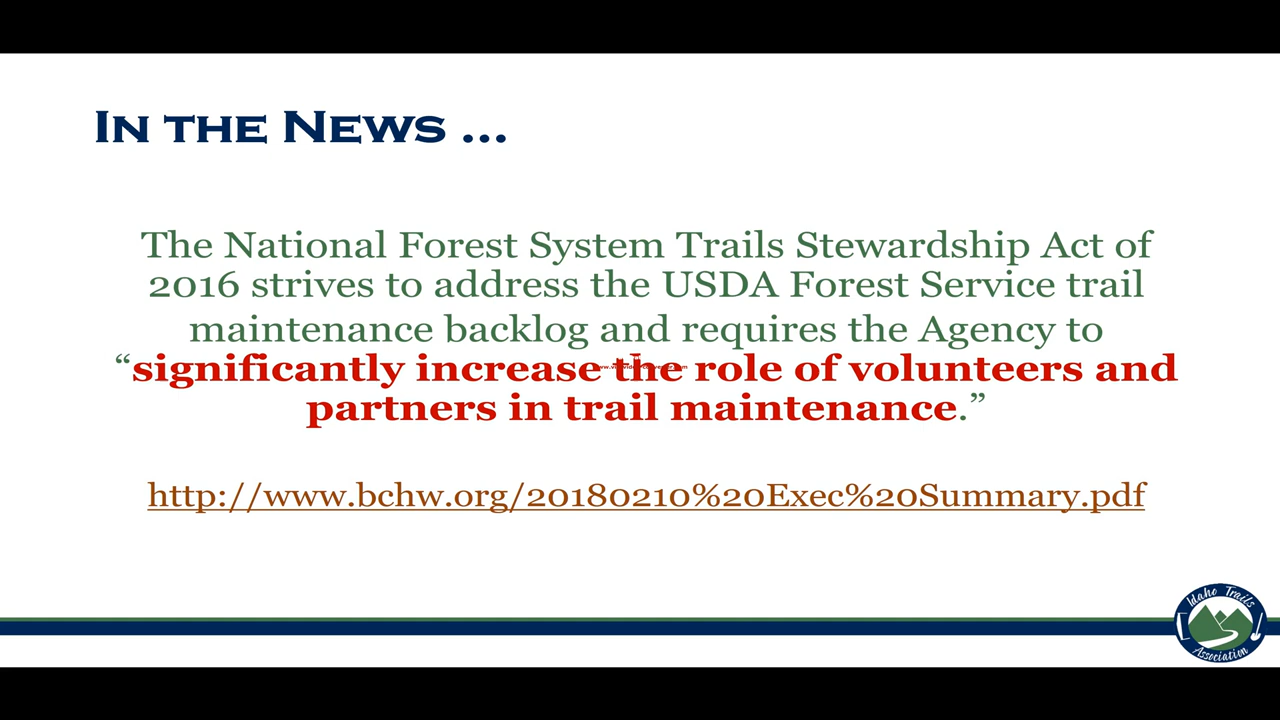 In the News ...
The National Forest System Trails Stewardship Act of
2016 strives to address the USDA Forest Service trail
maintenance backlog and requires the Agency to
“significantly increase the role of volunteers and
partners in trail maintenance.”
http://www.bchw.org/20180210%20Exec%20Summary.pdf
Idaho Trails
Association